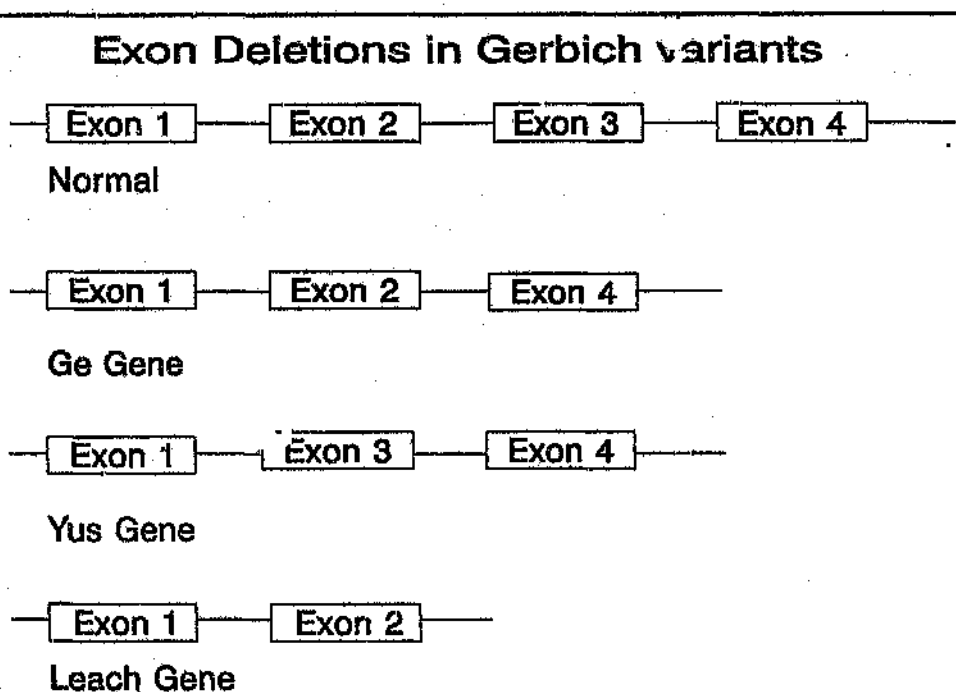 Exon Deletions in Gerbich variants
Exon 1 Exon 2 Exon 3 Exon 4
Normal
Exon 1 Exon 2 Exon 4
Ge Gene
Exon 1 Exon 3 Exon 4
Yus Gene
Exon 1 Exon 2
Leach Gene